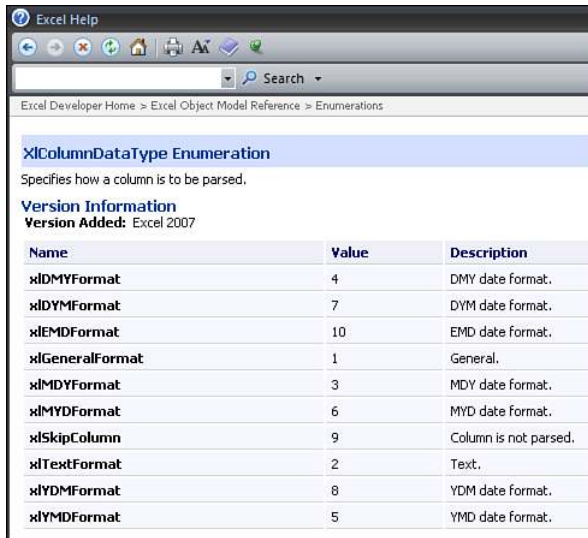 Excel Help
Search
Excel Developer Home > Excel Object Model Reference > Enumerations
XlColumnDataType Enumeration
Specifies how a column is to be parsed.
Version Information
Version Added: Excel 2007
Name Value Description
xlDMYFormat 4 DMY date format.
xlDYMFormat 7 DYM date format.
xlEMDFormat 10 EMD date format.
xlGeneralFormat 1 General.
xlMDYFormat 3 MDY date format.
xlMYDFormat 6 MYD date format.
xlSkipColumn 9 Column is not parsed.
xlTextFormat 2 Text.
xlYDMFormat 8 YDM date format.
xlYMDFormat 5 YMD date format.